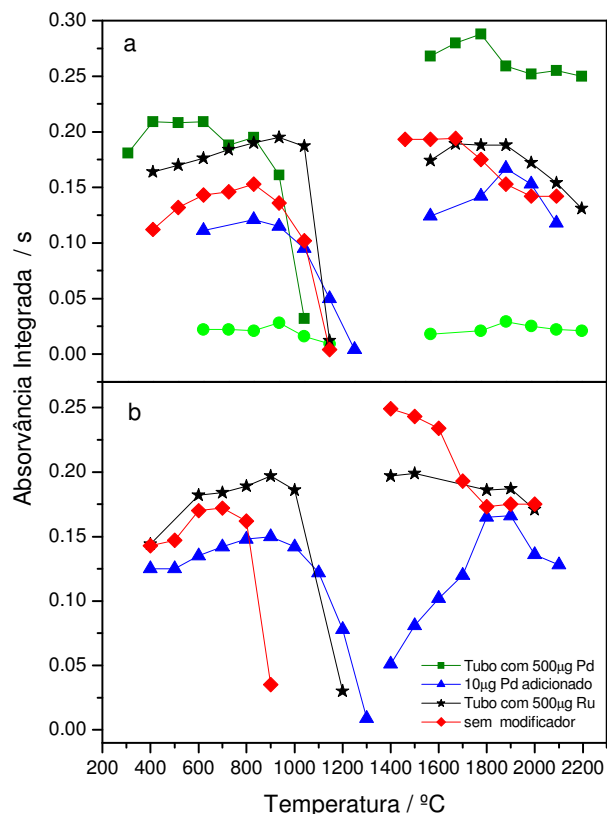 0.30
a
0.25
0.20
0.15
0.10
0.05
0.00
b
0.25
0.20
0.15
0.10
0.05
0.00
Absorvância Integrada / s
Tubo com 500µg Pd
10µg Pd adicionado
Tubo com 500µg Ru
sem modificador
200 400 600 800 1000 1200 1400 1600 1800 2000 2200
Temperatura / ºC